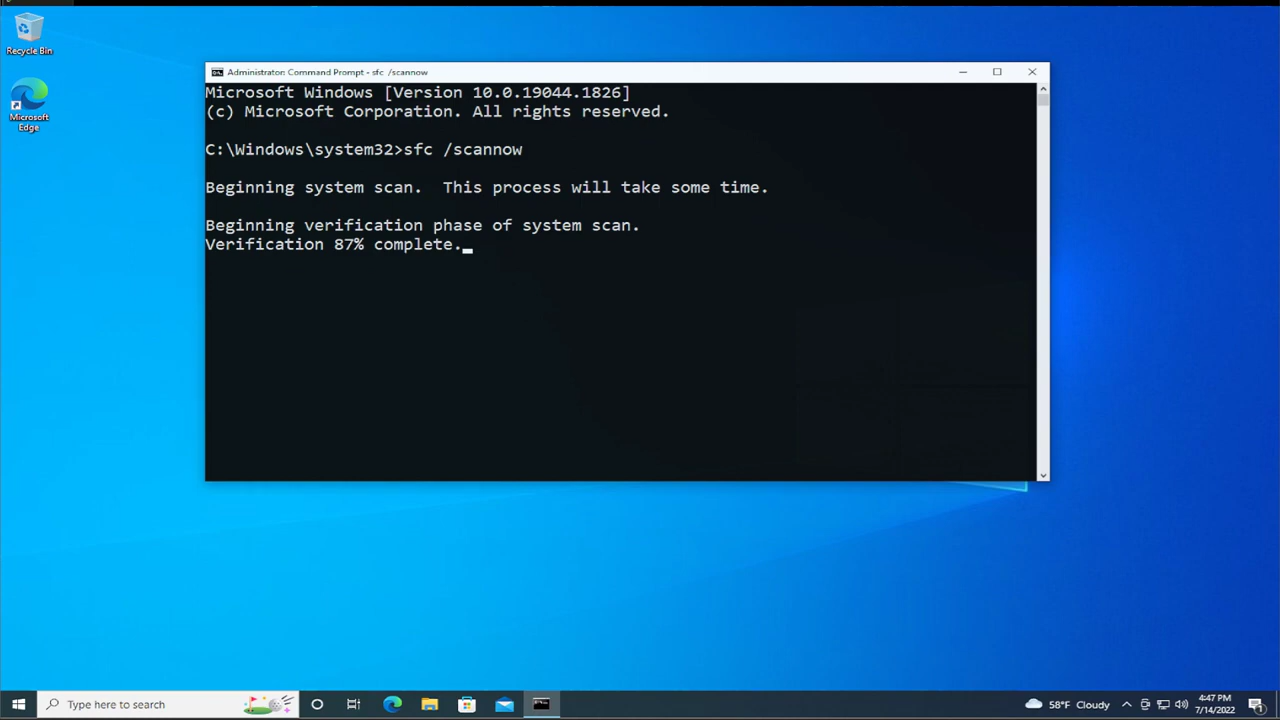 Recycle Bin
Microsoft
Edge
Administrator: Command Prompt - sfc /scannow
Microsoft Windows [Version 10.0.19044.1826]
(c) Microsoft Corporation. All rights reserved.
C:\Windows\system32>sfc /scannow
Beginning system scan.  This process will take some time.
Beginning verification phase of system scan.
Verification 87% complete.
Type here to search
58°F Cloudy
4:47 PM
7/14/2022
1